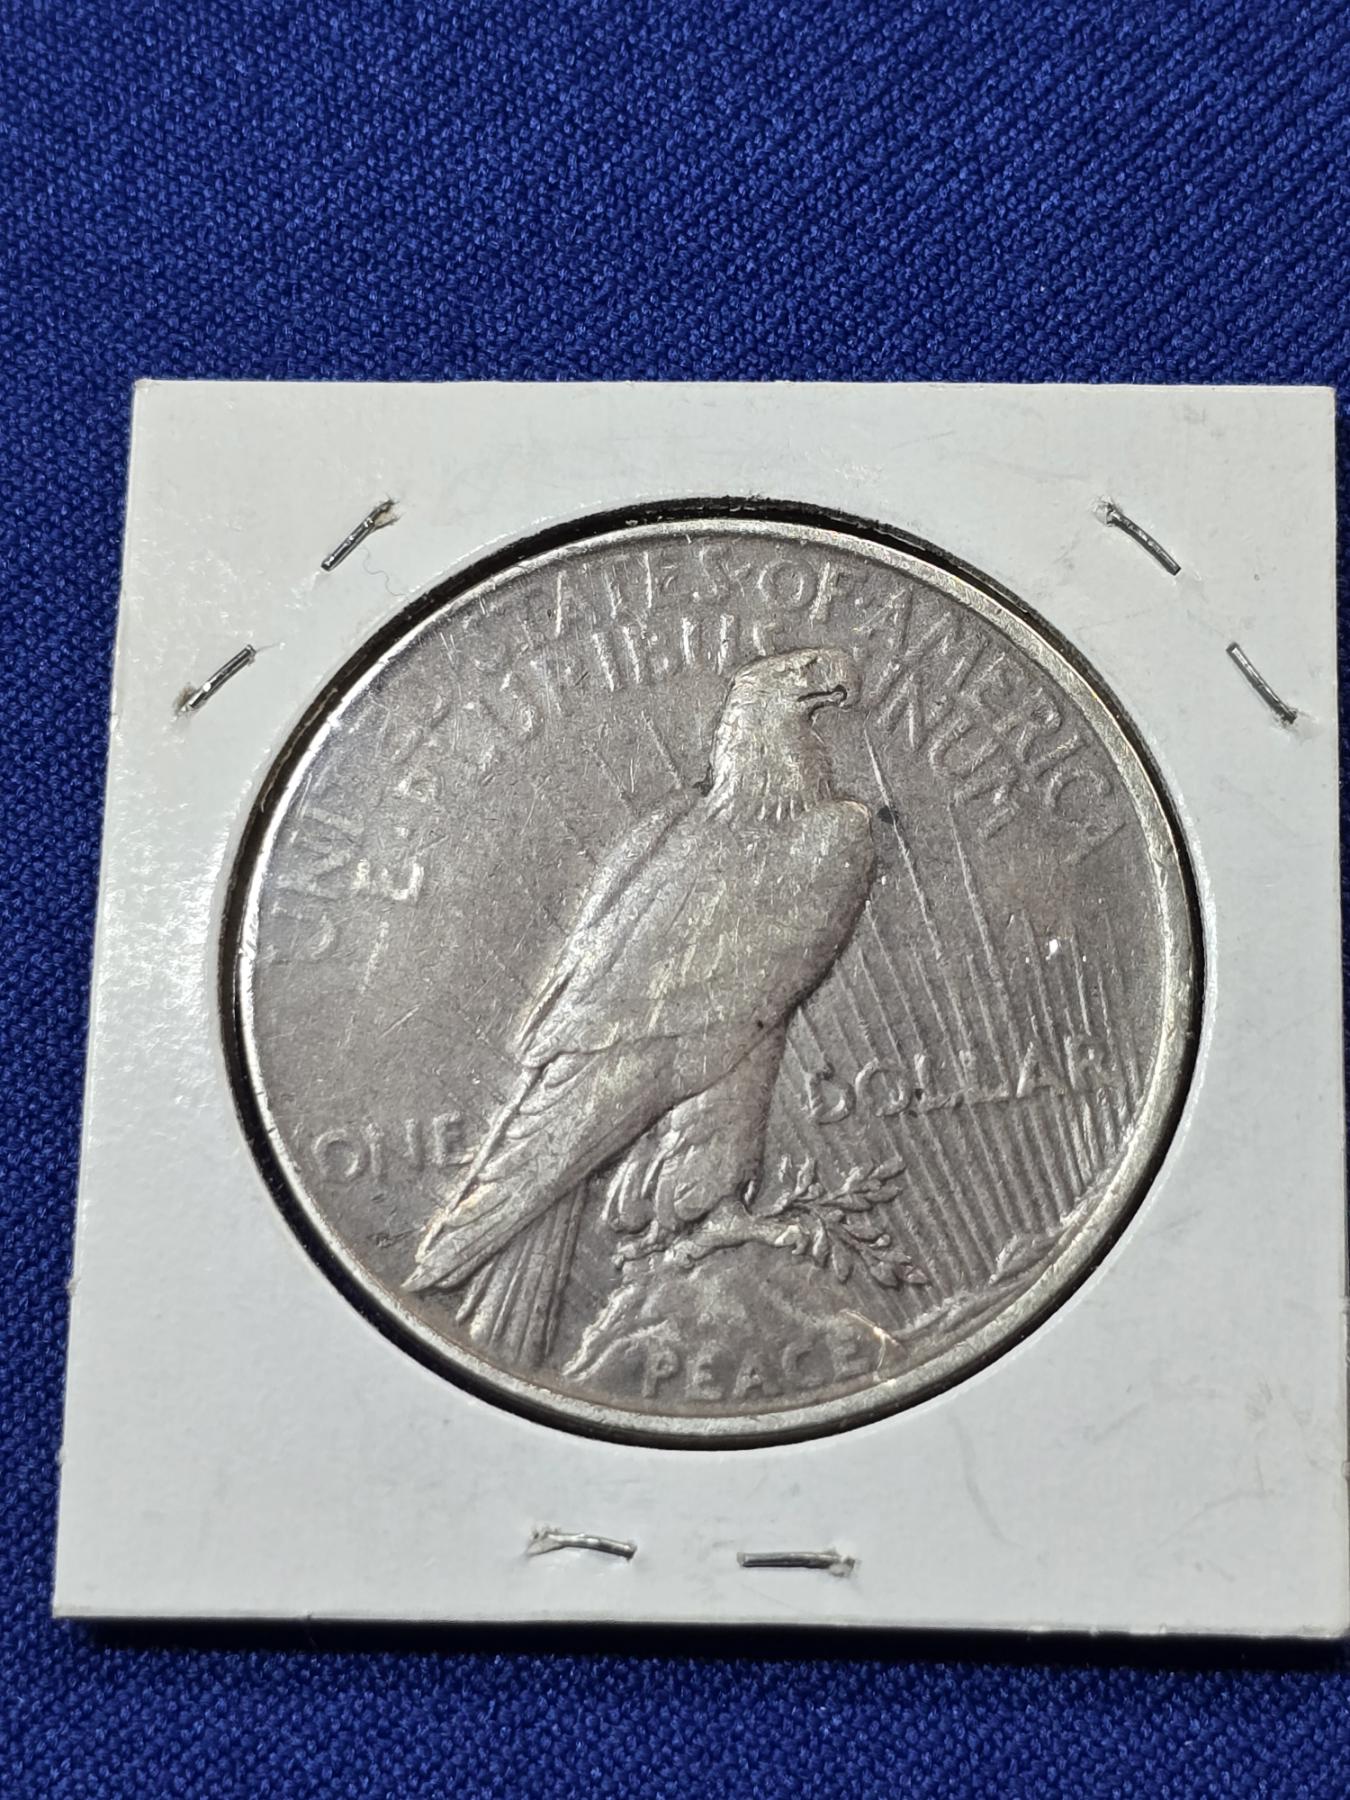 UNITED·STATES·OF·AMERICA
E·PLURIBUS·UNUM
ONE DOLLAR
PEACE